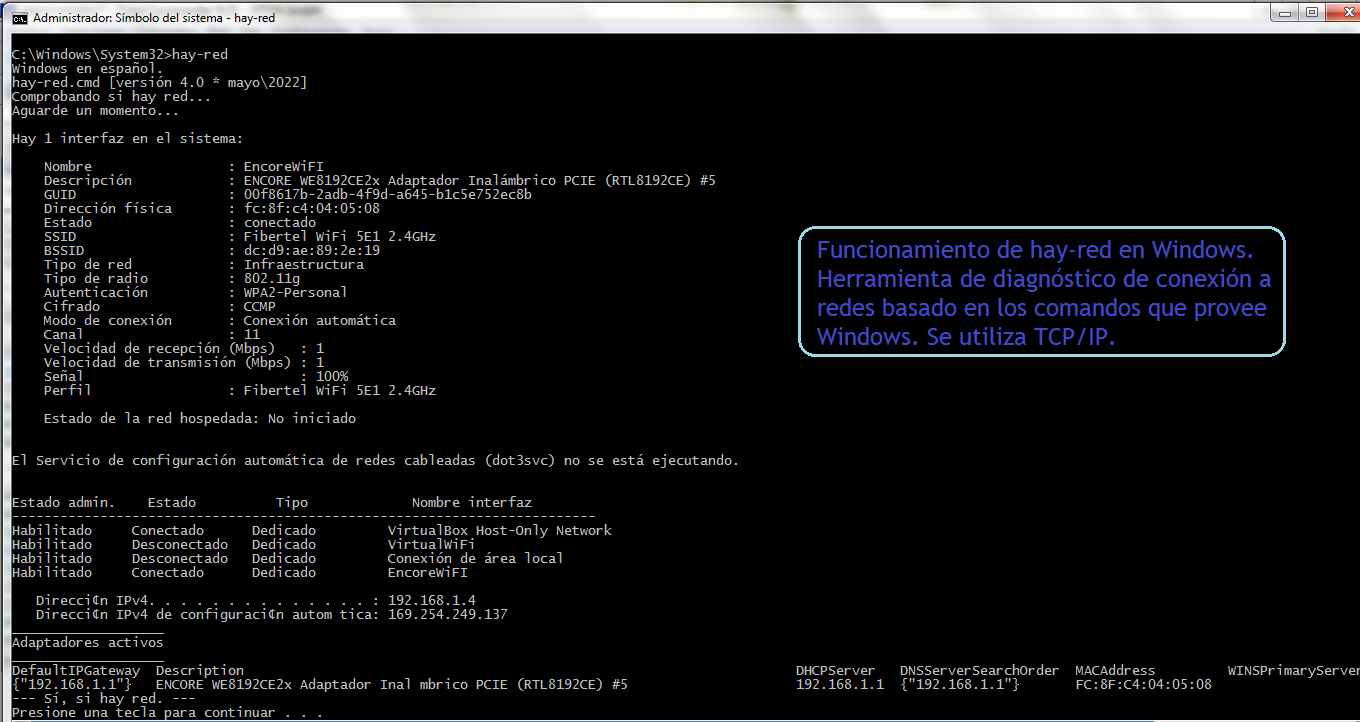 Administrador: Símbolo del sistema - hay-red
C:\Windows\System32>hay-red
Windows en español.
hay-red.cmd [versión 4.0 * mayo\2022]
Comprobando si hay red...
Aguarde un momento...
Hay 1 interfaz en el sistema:
Nombre : EncoreWiFI
Descripción : ENCORE WE8192CE2x Adaptador Inalámbrico PCIE (RTL8192CE) #5
GUID : 00f8617b-2adb-4f9d-a645-b1c5e752ec8b
Dirección física : fc:8f:c4:04:05:08
Estado : conectado
SSID : Fibertel WiFi 5E1 2.4GHz
BSSID : dc:d9:ae:89:2e:19
Tipo de red : Infraestructura
Tipo de radio : 802.11g
Autenticación : WPA2-Personal
Cifrado : CCMP
Modo de conexión : Conexión automática
Canal : 11
Velocidad de recepción (Mbps) : 1
Velocidad de transmisión (Mbps) : 1
Señal : 100%
Perfil : Fibertel WiFi 5E1 2.4GHz
Estado de la red hospedada: No iniciado
Funcionamiento de hay-red en Windows.
Herramienta de diagnóstico de conexión a
redes basado en los comandos que provee
Windows. Se utiliza TCP/IP.
El Servicio de configuración automática de redes cableadas (dot3svc) no se está ejecutando.
Estado admin. Estado Tipo Nombre interfaz
-------------------------------------------------------------------------
Habilitado Conectado Dedicado VirtualBox Host-Only Network
Habilitado Desconectado Dedicado VirtualWiFi
Habilitado Desconectado Dedicado Conexión de área local
Habilitado Conectado Dedicado EncoreWiFI
Direcci¢n IPv4. . . . . . . . . . . . . . : 192.168.1.4
Direcci¢n IPv4 de configuraci¢n autom tica: 169.254.249.137
Adaptadores activos
DefaultIPGateway Description DHCPServer DNSServerSearchOrder MACAddress WINSPrimaryServer
{"192.168.1.1"} ENCORE WE8192CE2x Adaptador Inal mbrico PCIE (RTL8192CE) #5 192.168.1.1 {"192.168.1.1"} FC:8F:C4:04:05:08
--- Sí, si hay red. ---
Presione una tecla para continuar . . .